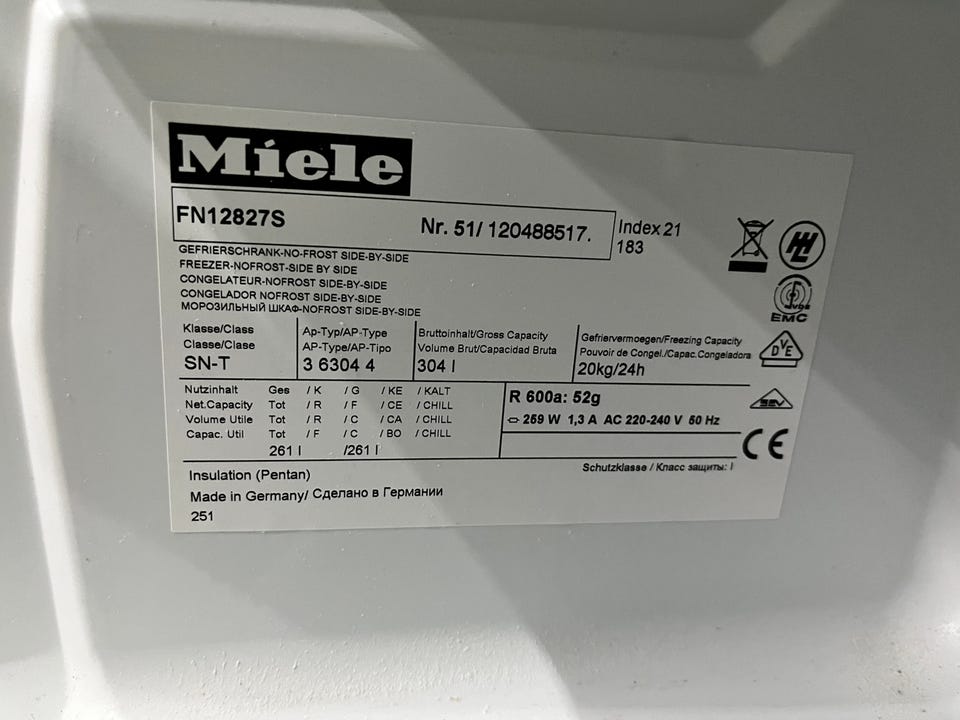 Miele
FN12827S Nr. 51/ 120488517. Index 21
183
GEFRIERSCHRANK-NO-FROST SIDE-BY-SIDE
FREEZER-NOFROST-SIDE BY SIDE
CONGELATEUR-NOFROST SIDE-BY-SIDE
CONGELADOR NOFROST SIDE-BY-SIDE
МОРОЗИЛЬНЫЙ ШКАФ-NOFROST SIDE-BY-SIDE
EMC
Klasse/Class
Classe/Clase
SN-T
Ap-Typ/AP-Type
AP-Type/AP-Tipo
3 6304 4
Bruttoinhalt/Gross Capacity
Volume Brut/Capacidad Bruta
304 l
Gefriervermoegen/Freezing Capacity
Pouvoir de Congel./Capac.Congeladora
20kg/24h
DVE
Nutzinhalt Ges / K / G / KE / KALT
Net.Capacity Tot / R / F / CE / CHILL
Volume Utile Tot / R / C / CA / CHILL
Capac. Util Tot / F / C / BO / CHILL
261 l /261 l
R 600a: 52g
259 W 1,3 A AC 220-240 V 50 Hz
CE
Schutzklasse / Класс защиты: I
Insulation (Pentan)
Made in Germany/ Сделано в Германии
251